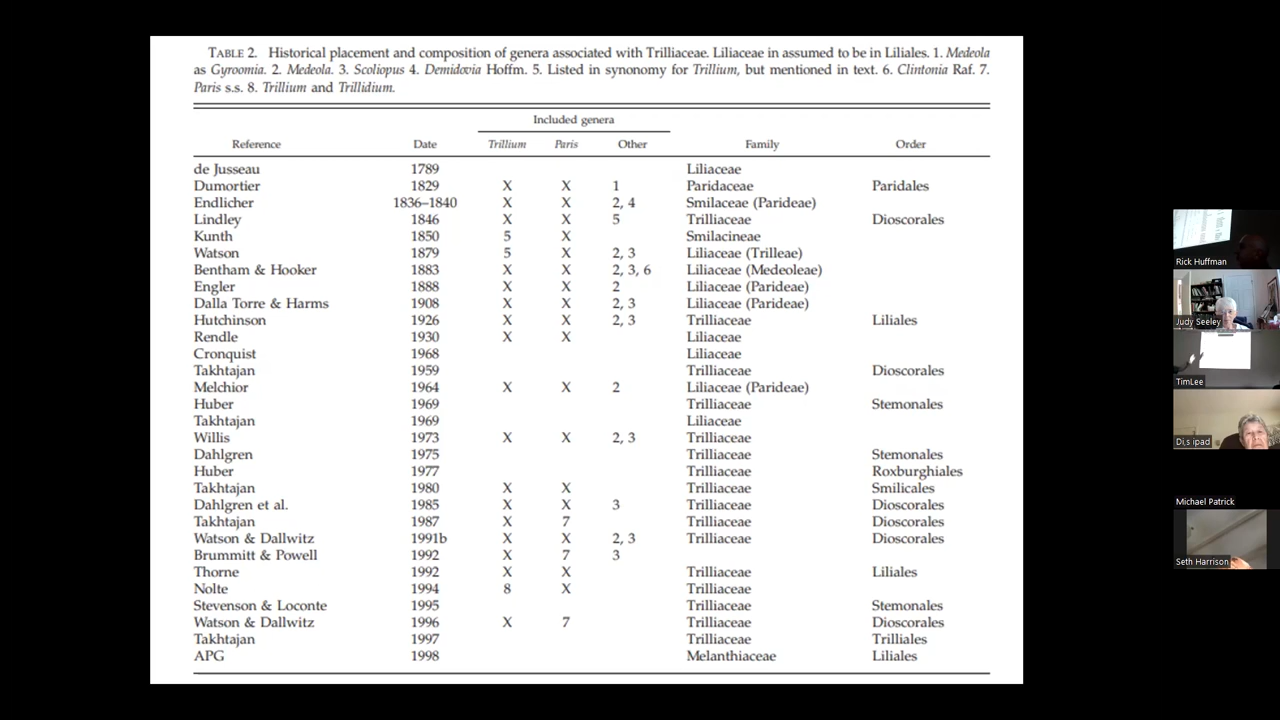 TABLE 2. Historical placement and composition of genera associated with Trilliaceae. Liliaceae in assumed to be in Liliales. 1. Medeola
as Gyroomia. 2. Medeola. 3. Scoliopus 4. Demidovia Hoffm. 5. Listed in synonomy for Trillium, but mentioned in text. 6. Clintonia Raf. 7.
Paris s.s. 8. Trillium and Trillidium.
Included genera
Reference Date Trillium Paris Other Family Order
de Jusseau 1789 Liliaceae
Dumortier 1829 X X 1 Paridaceae Paridales
Endlicher 1836–1840 X X 2, 4 Smilaceae (Parideae)
Lindley 1846 X X 5 Trilliaceae Dioscorales
Kunth 1850 5 X Smilacineae
Watson 1879 5 X 2, 3 Liliaceae (Trilleae)
Bentham & Hooker 1883 X X 2, 3, 6 Liliaceae (Medeoleae)
Engler 1888 X X 2 Liliaceae (Parideae)
Dalla Torre & Harms 1908 X X 2, 3 Liliaceae (Parideae)
Hutchinson 1926 X X 2, 3 Trilliaceae Liliales
Rendle 1930 X X Liliaceae
Cronquist 1968 Liliaceae
Takhtajan 1959 Trilliaceae Dioscorales
Melchior 1964 X X 2 Liliaceae (Parideae)
Huber 1969 Trilliaceae Stemonales
Takhtajan 1969 Liliaceae
Willis 1973 X X 2, 3 Trilliaceae
Dahlgren 1975 Trilliaceae Stemonales
Huber 1977 Trilliaceae Roxburghiales
Takhtajan 1980 X X Trilliaceae Smilicales
Dahlgren et al. 1985 X X 3 Trilliaceae Dioscorales
Takhtajan 1987 X 7 Trilliaceae Dioscorales
Watson & Dallwitz 1991b X X 2, 3 Trilliaceae Dioscorales
Brummitt & Powell 1992 X 7 3
Thorne 1992 X X Trilliaceae Liliales
Nolte 1994 8 X Trilliaceae
Stevenson & Loconte 1995 Trilliaceae Stemonales
Watson & Dallwitz 1996 X 7 Trilliaceae Dioscorales
Takhtajan 1997 Trilliaceae Trilliales
APG 1998 Melanthiaceae Liliales
Rick Huffman
Judy Seeley
TimLee
Di,s ipad
Michael Patrick
Seth Harrison